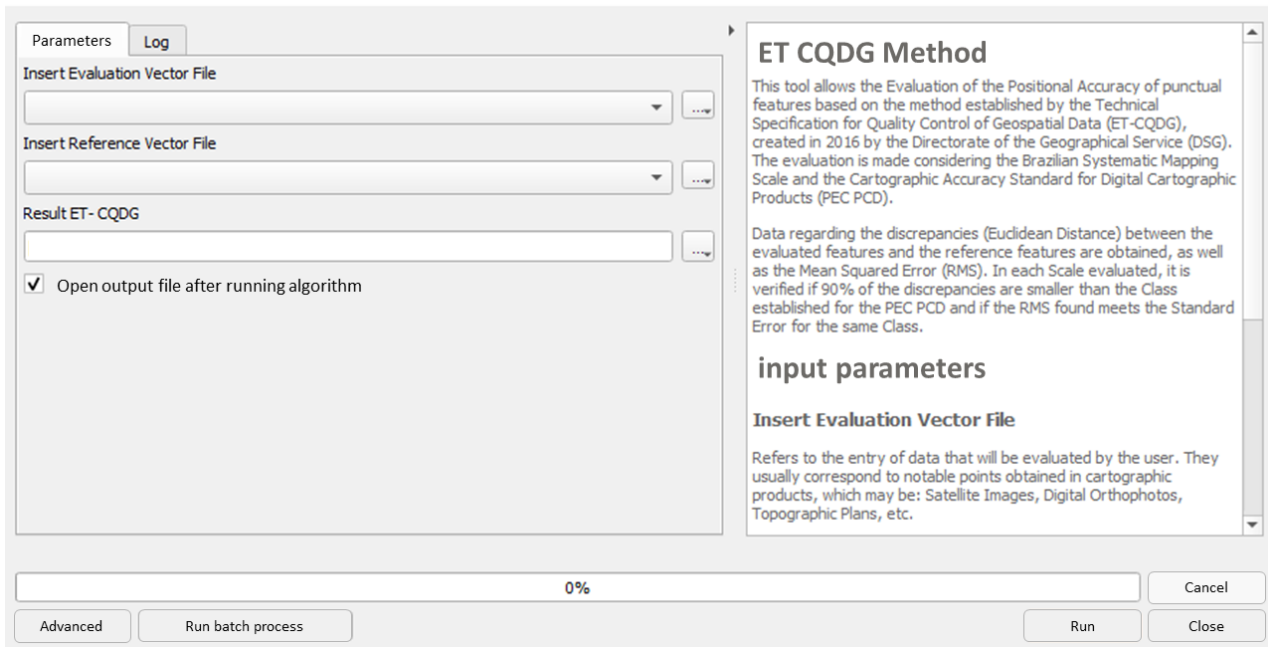 Parameters
Log
Insert Evaluation Vector File
...
Insert Reference Vector File
...
Result ET- CQDG
...
Open output file after running algorithm
ET CQDG Method
This tool allows the Evaluation of the Positional Accuracy of punctual
features based on the method established by the Technical
Specification for Quality Control of Geospatial Data (ET-CQDG),
created in 2016 by the Directorate of the Geographical Service (DSG).
The evaluation is made considering the Brazilian Systematic Mapping
Scale and the Cartographic Accuracy Standard for Digital Cartographic
Products (PEC PCD).
Data regarding the discrepancies (Euclidean Distance) between the
evaluated features and the reference features are obtained, as well
as the Mean Squared Error (RMS). In each Scale evaluated, it is
verified if 90% of the discrepancies are smaller than the Class
established for the PEC PCD and if the RMS found meets the Standard
Error for the same Class.
input parameters
Insert Evaluation Vector File
Refers to the entry of data that will be evaluated by the user. They
usually correspond to notable points obtained in cartographic
products, which may be: Satellite Images, Digital Orthophotos,
Topographic Plans, etc.
0%
Cancel
Advanced
Run batch process
Run
Close